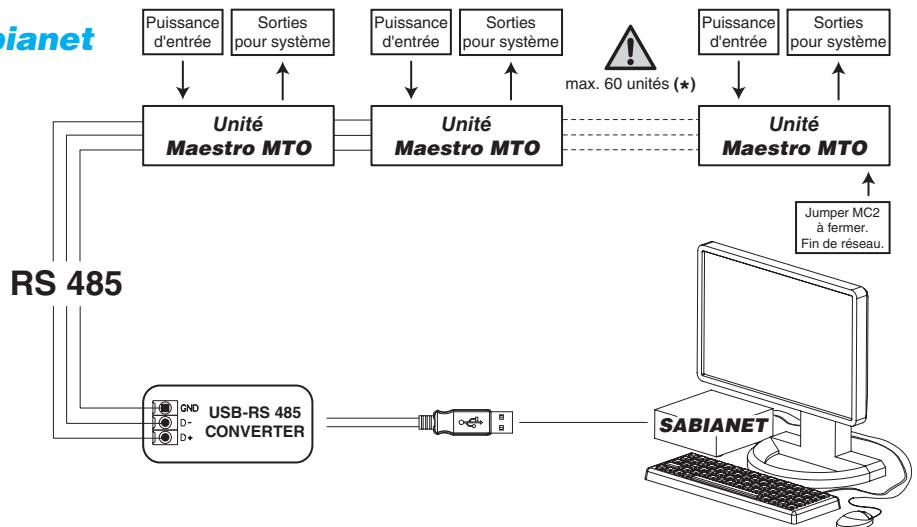 bianet
Puissance
d'entrée
Sorties
pour système
Puissance
d'entrée
Sorties
pour système
max. 60 unités (*)
Puissance
d'entrée
Sorties
pour système
Unité
Maestro MTO
Unité
Maestro MTO
Unité
Maestro MTO
Jumper MC2
à fermer.
Fin de réseau.
RS 485
GND
D-
D+
USB-RS 485
CONVERTER
SABIANET